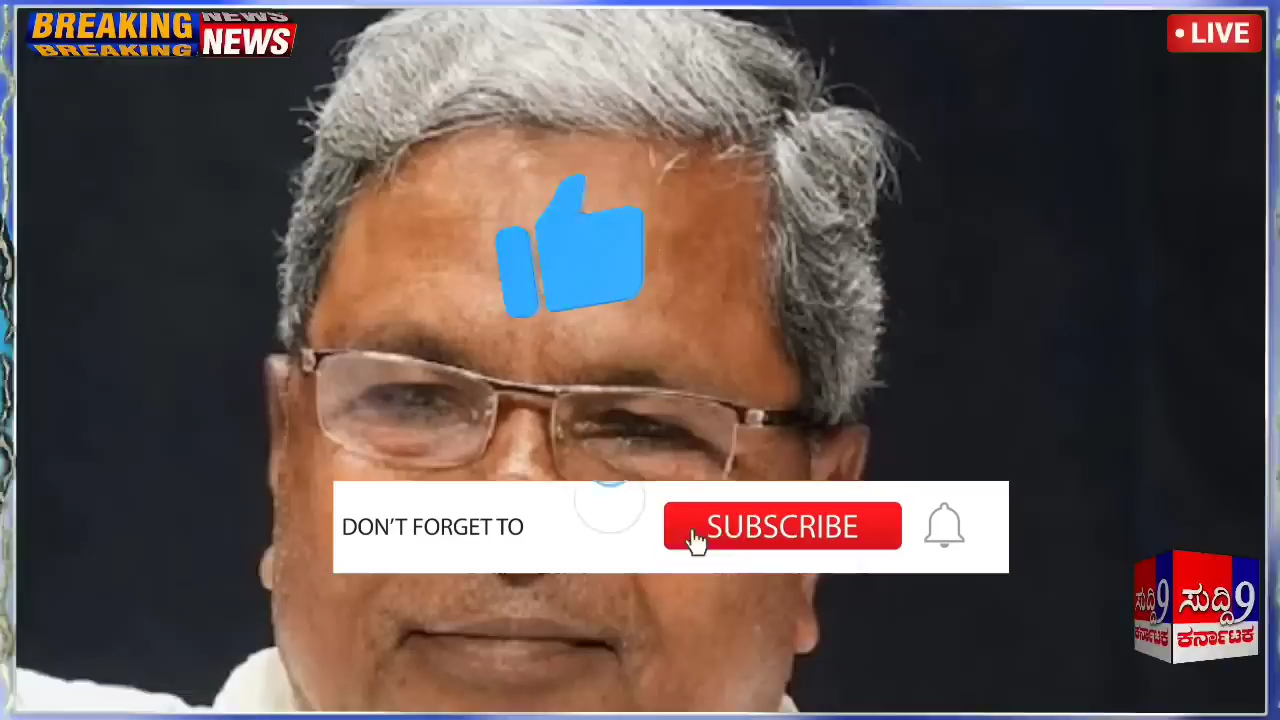 BREAKING
NEWS
BREAKING
NEWS
• LIVE
DON'T FORGET TO
SUBSCRIBE
ಸುದ್ದಿ9
ಕರ್ನಾಟಕ
ಸುದ್ದಿ9
ಕರ್ನಾಟಕ